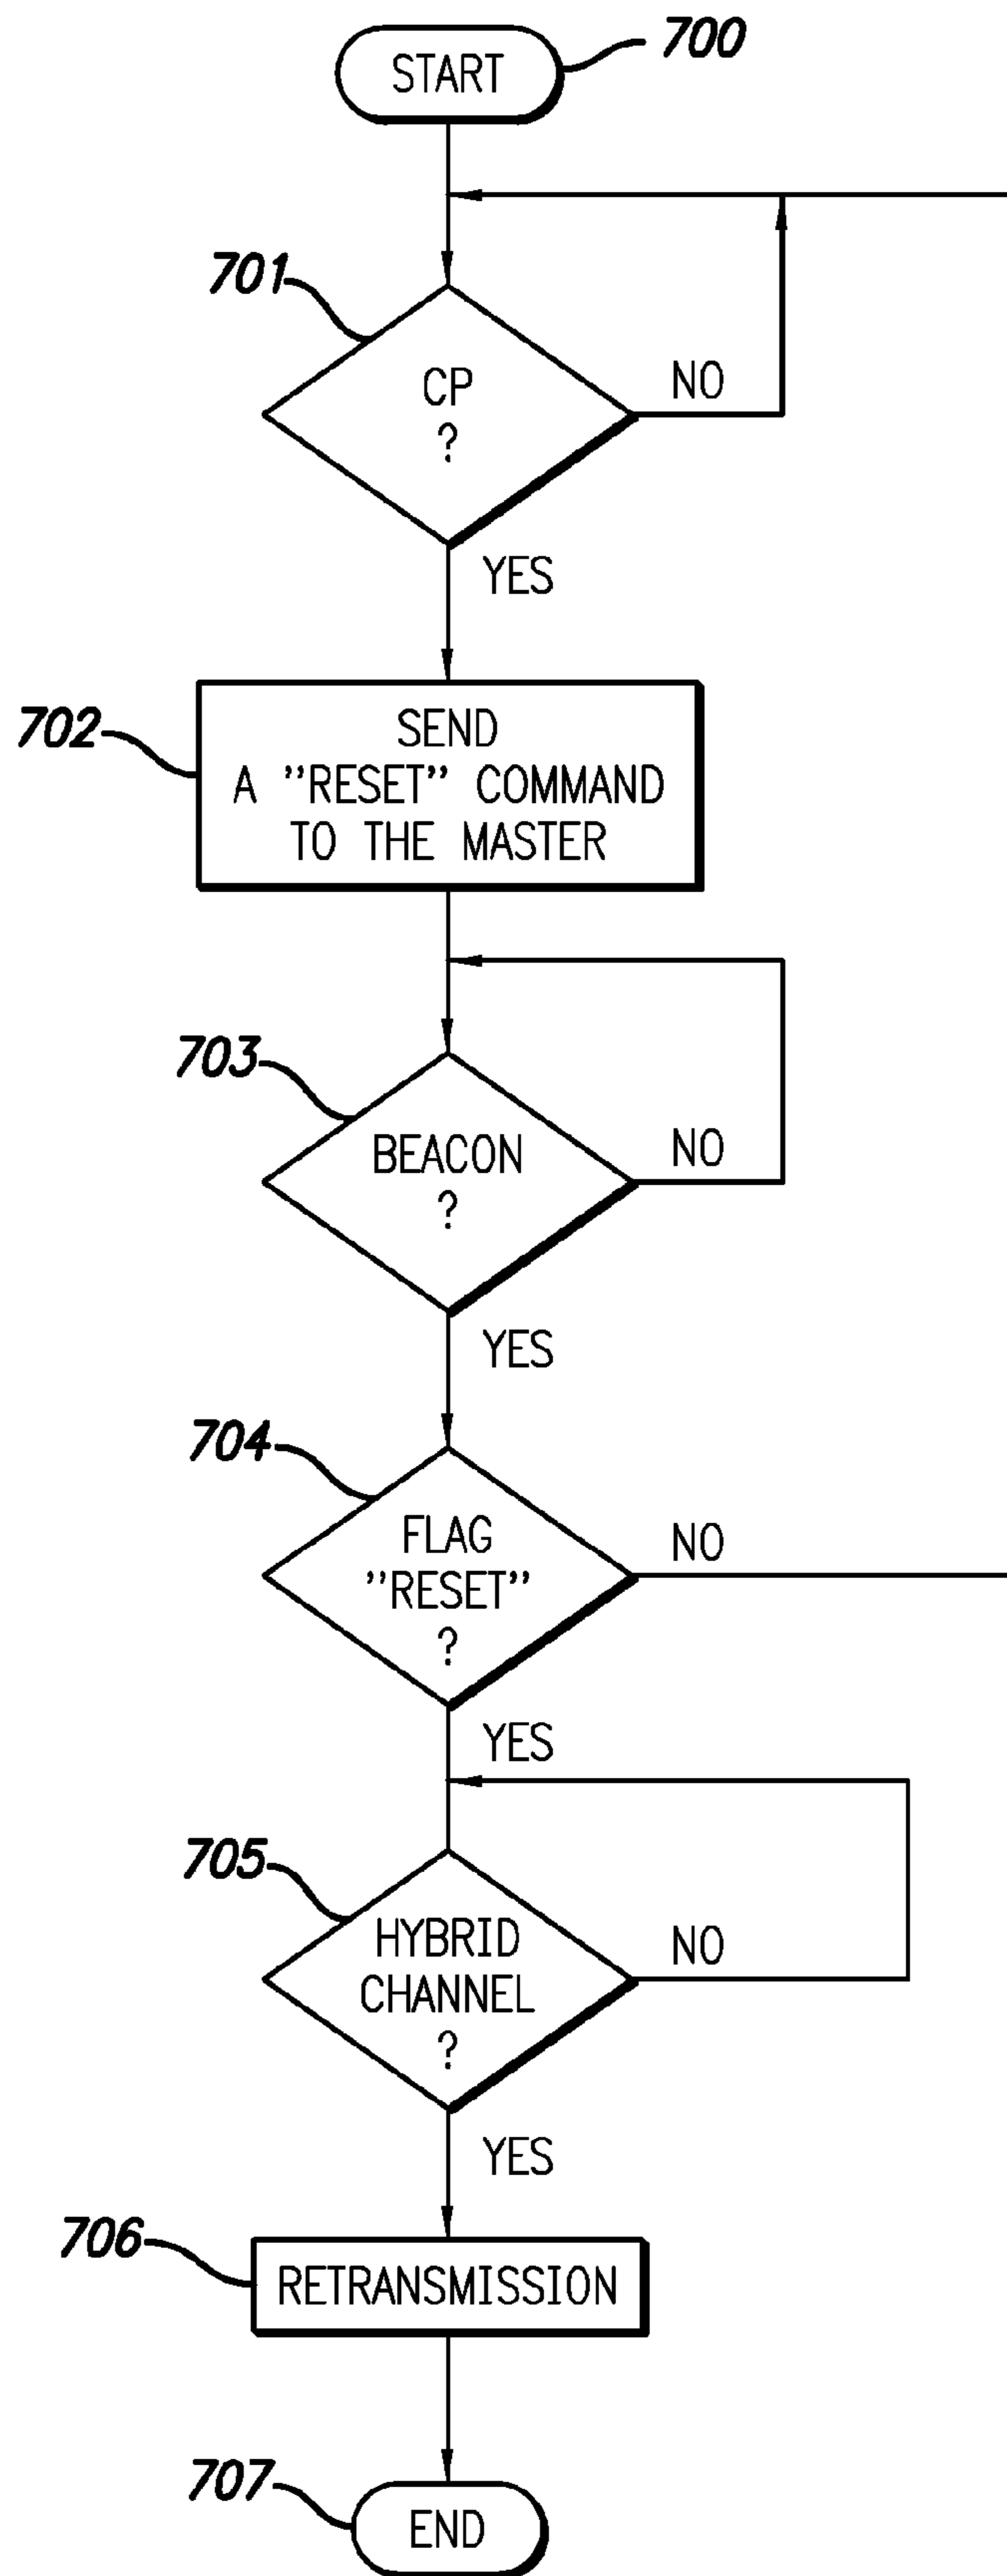 START
700
701
CP
?
NO
YES
702
SEND
A "RESET" COMMAND
TO THE MASTER
703
BEACON
?
NO
YES
704
FLAG
"RESET"
?
NO
YES
705
HYBRID
CHANNEL
?
NO
YES
706
RETRANSMISSION
707
END